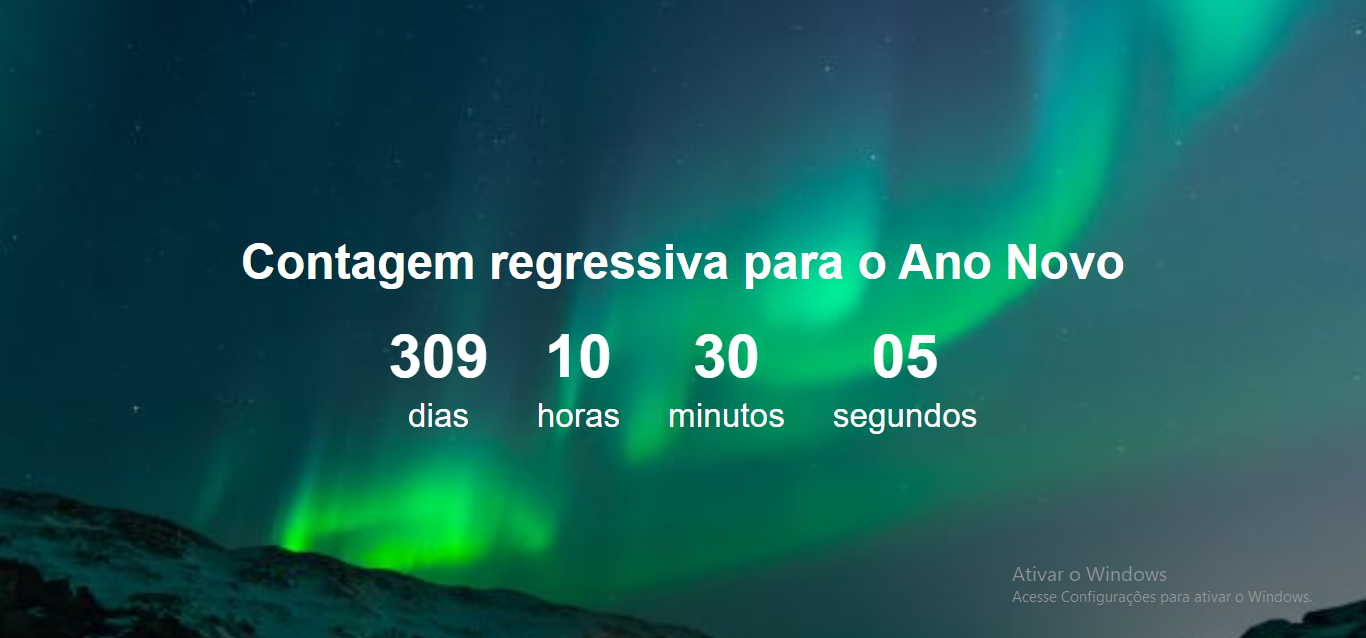 Contagem regressiva para o Ano Novo
309 10 30 05
dias horas minutos segundos
Ativar o Windows
Acesse Configurações para ativar o Windows.